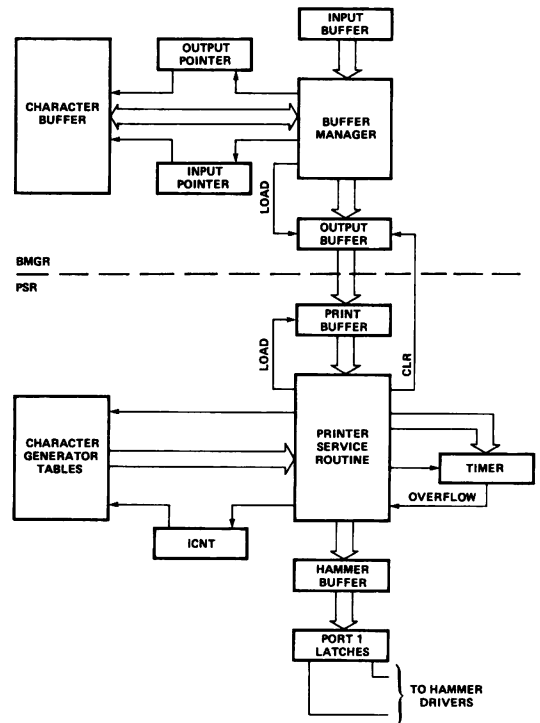 INPUT
BUFFER
OUTPUT
POINTER
CHARACTER
BUFFER
BUFFER
MANAGER
INPUT
POINTER
LOAD
OUTPUT
BUFFER
BMGR
PSR
PRINT
BUFFER
LOAD
CLR
CHARACTER
GENERATOR
TABLES
PRINTER
SERVICE
ROUTINE
TIMER
OVERFLOW
ICNT
HAMMER
BUFFER
PORT 1
LATCHES
TO HAMMER
DRIVERS